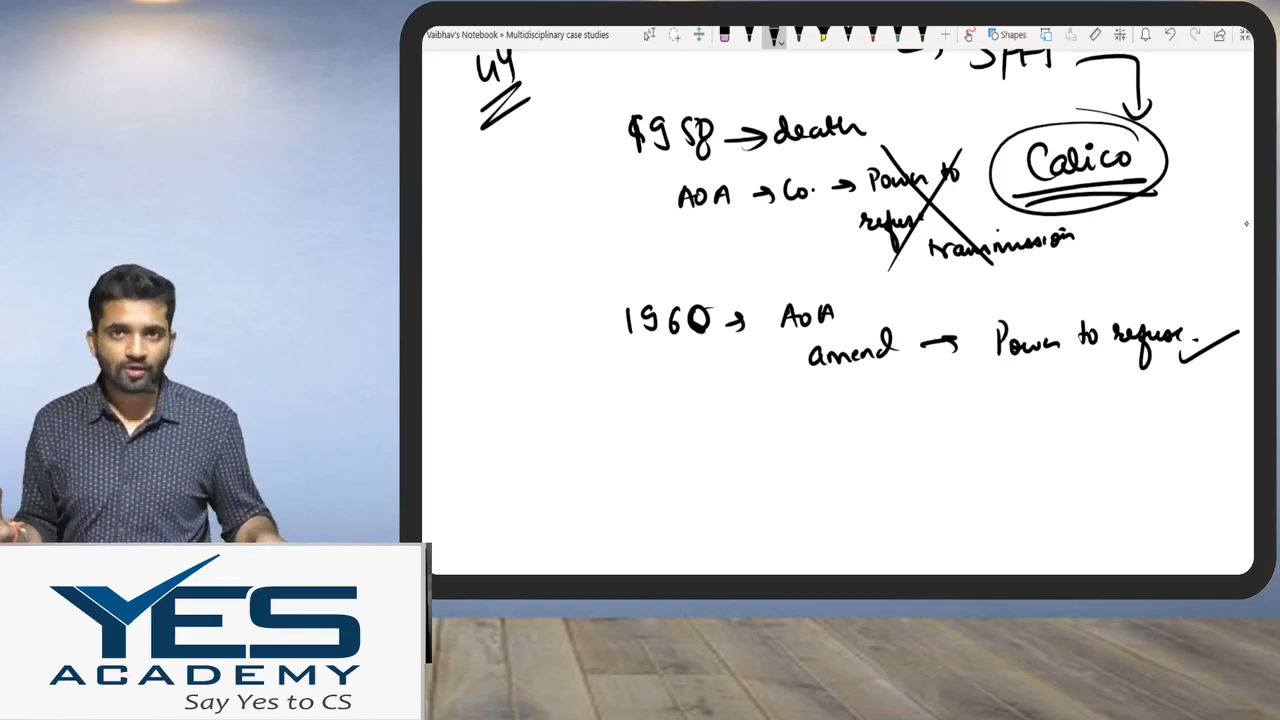 Vaibhav's Notebook » Multidisciplinary case studies
Shapes
44
1958 → death
Calico
AOA → Co. → Power to
refuse
transmission
1960 → AOA
amend → Power to refuse.
YES
ACADEMY
Say Yes to CS